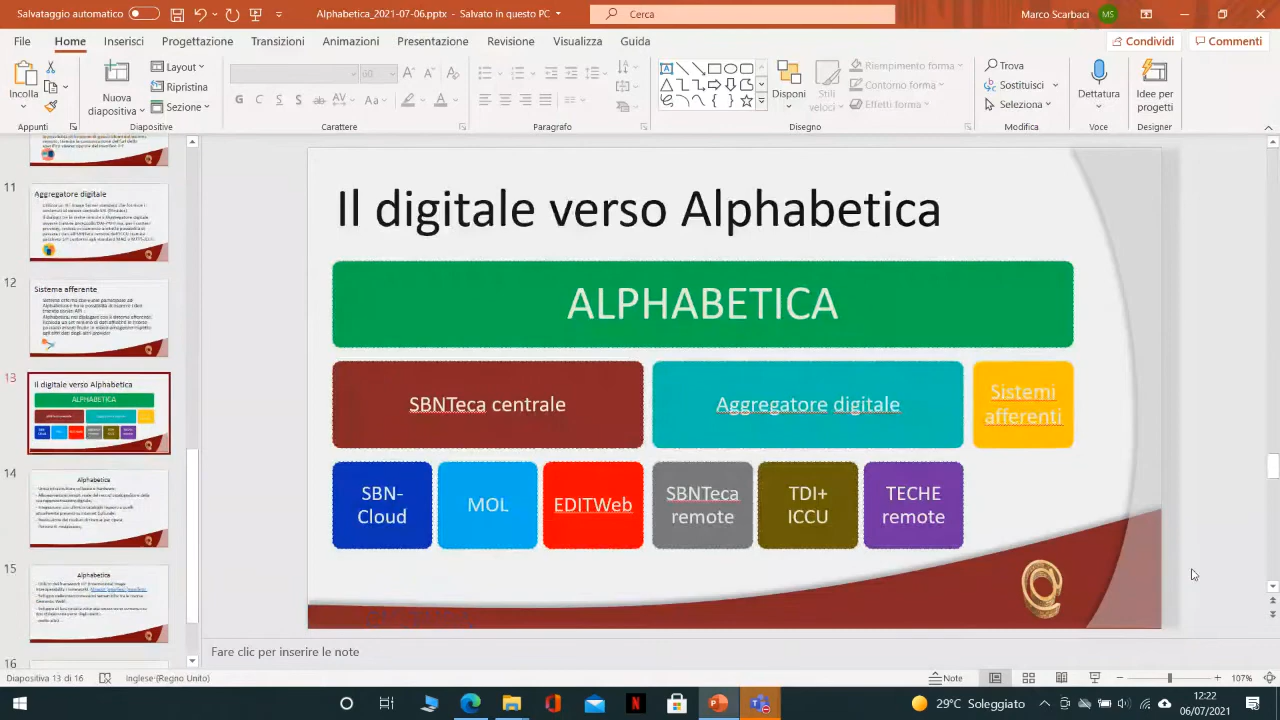 Alphabetica_2021-07-06.pptx - Salvato in questo PC
Cerca
Marco Scarbaci
MS
File
Home
Inserisci
Progettazione
Transizioni
Animazioni
Presentazione
Revisione
Visualizza
Guida
Condividi
Commenti
Incolla
Nuova
diapositiva
Layout
Ripristina
Sezione
60
G
ab
AV
Aa
A
Disponi
Stili
veloci
Riempimento forma
Contorno forma
Effetti forma
Trova
Sostituisci
Seleziona
Dettatura
Idee per
progetti
Appunti
Diapositive
Carattere
Paragrafo
Disegno
Modifica
Voce
Designer
11
Aggregatore digitale
12
Sistema afferente
13
Il digitale verso Alphabetica
ALPHABETICA
14
Alphabetica
15
Alphabetica
16
Il digitale verso Alphabetica
ALPHABETICA
SBNTeca centrale
Aggregatore digitale
Sistemi
afferenti
SBN-
Cloud
MOL
EDITWeb
SBNTeca
remote
TDI+
ICCU
TECHE
remote
Fare clic per inserire le note
Diapositiva 13 di 16
Inglese (Regno Unito)
Note
107%
29°C Soleggiato
12:22
06/07/2021